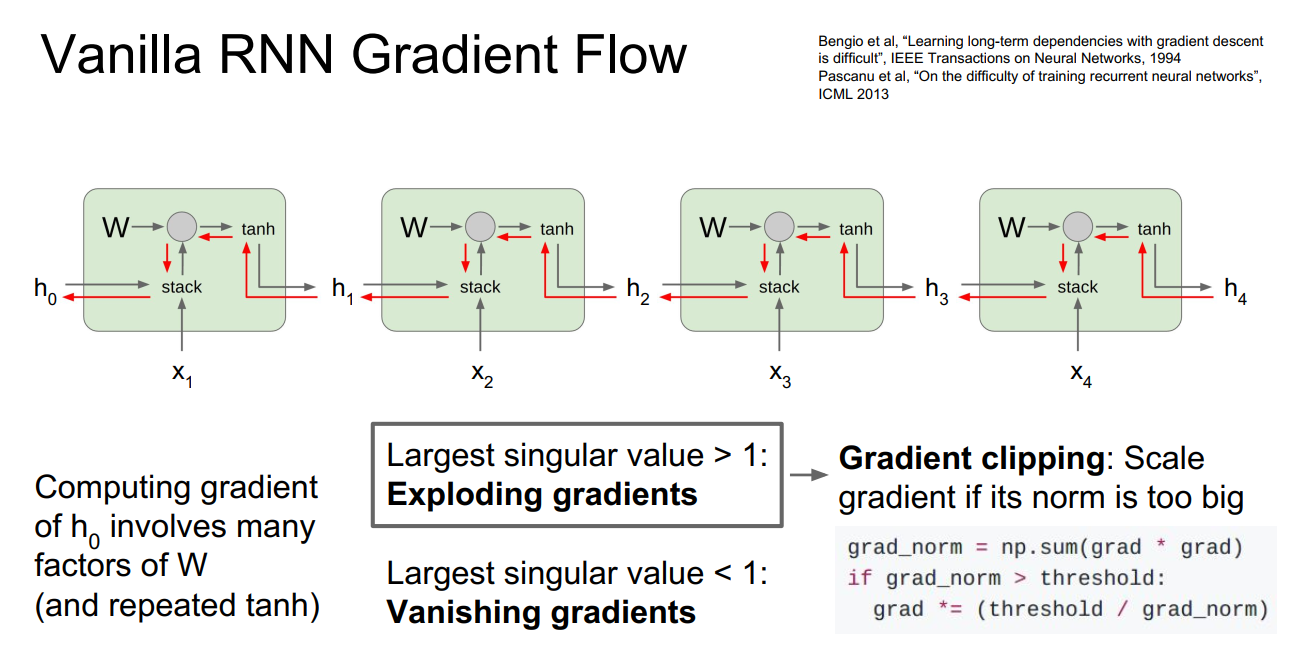 Vanilla RNN Gradient Flow
Bengio et al, “Learning long-term dependencies with gradient descent
is difficult”, IEEE Transactions on Neural Networks, 1994
Pascanu et al, “On the difficulty of training recurrent neural networks”,
ICML 2013
W tanh
W tanh
W tanh
W tanh
h0 stack h1 stack h2 stack h3 stack h4
x1 x2 x3 x4
Computing gradient
of h0 involves many
factors of W
(and repeated tanh)
Largest singular value > 1:
Exploding gradients
Largest singular value < 1:
Vanishing gradients
Gradient clipping: Scale
gradient if its norm is too big
grad_norm = np.sum(grad * grad)
if grad_norm > threshold:
  grad *= (threshold / grad_norm)